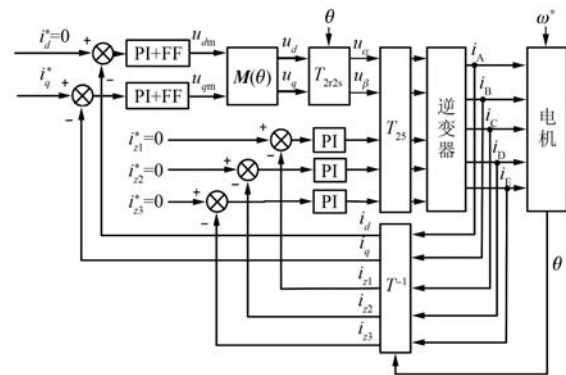 i*d=0
PI+FF
udm
ud
θ
uα
iA
ω*
i*q
PI+FF
uqm
M(θ)
uq
T2r2s
uβ
T25
逆变器
iB
iC
iD
iE
电机
i*z1=0
PI
i*z2=0
PI
i*z3=0
PI
id
iq
iz1
iz2
iz3
T-1
θ
+
−
+
−
+
−
+
−
+
−